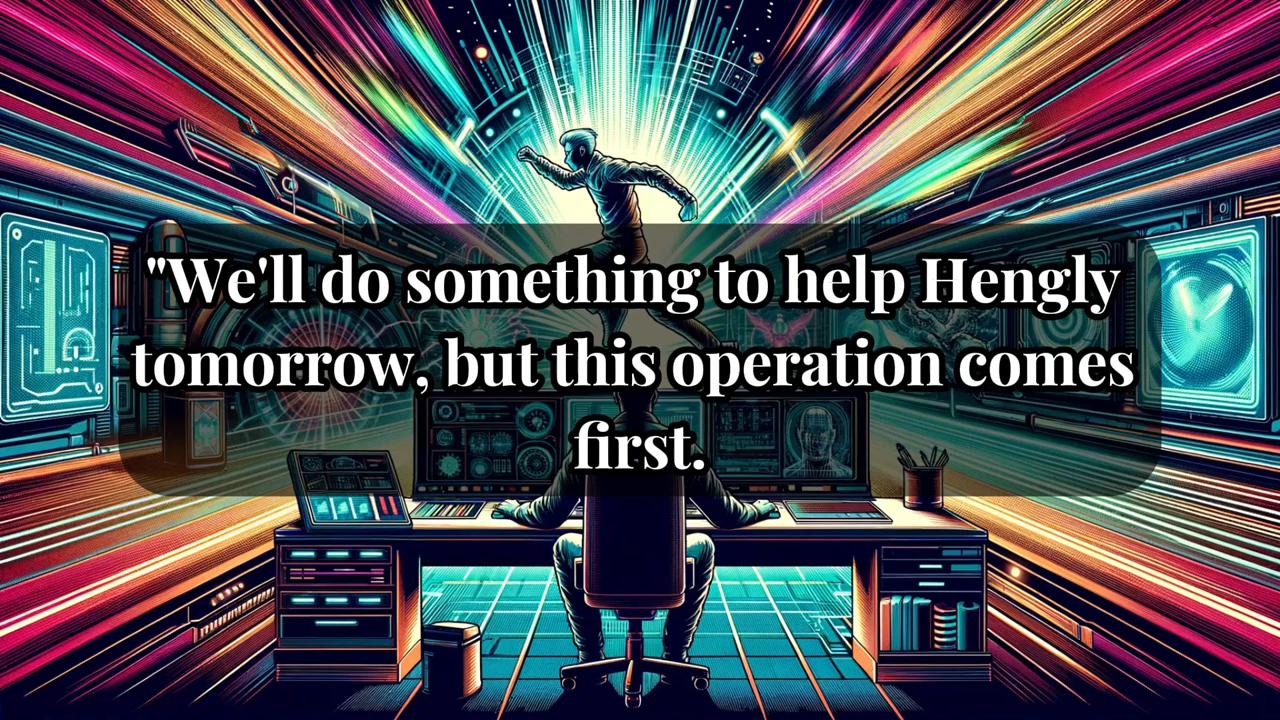 "We'll do something to help Hengly
tomorrow, but this operation comes
first.